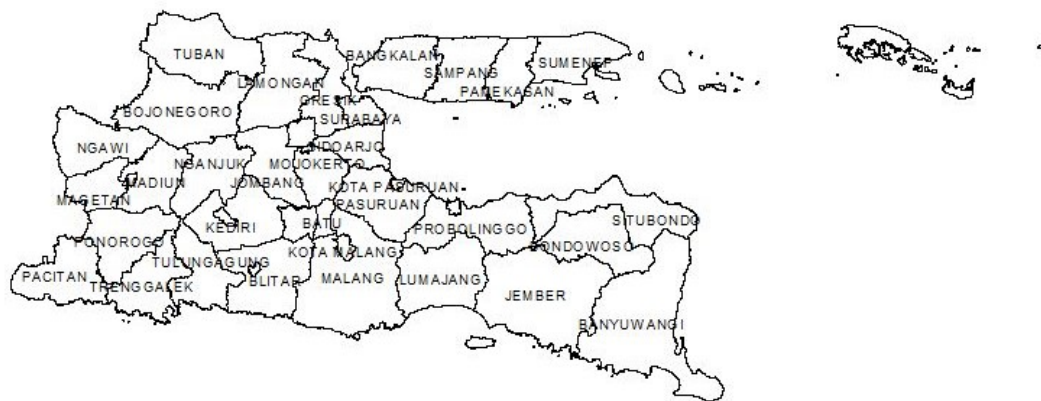 TUBAN
BANGKALAN
SUMENEP
SAMPANG
LAMONGAN
PAMEKASAN
GRESIK
BOJONEGORO
SURABAYA
NGAWI
IDOARJO
NGANJUK
MOJOKERTO
MADIUN
JOMBANG
KOTA PASURUAN
MAGETAN
PASURUAN
SITUBONDO
BATU
KEDIRI
PROBOLINGGO
PONOROGO
BONDOWOSO
KOTA MALANG
TULUNGAGUNG
PACITAN
BLITAR
MALANG
LUMAJANG
TRENGGALEK
JEMBER
BANYUWANGI